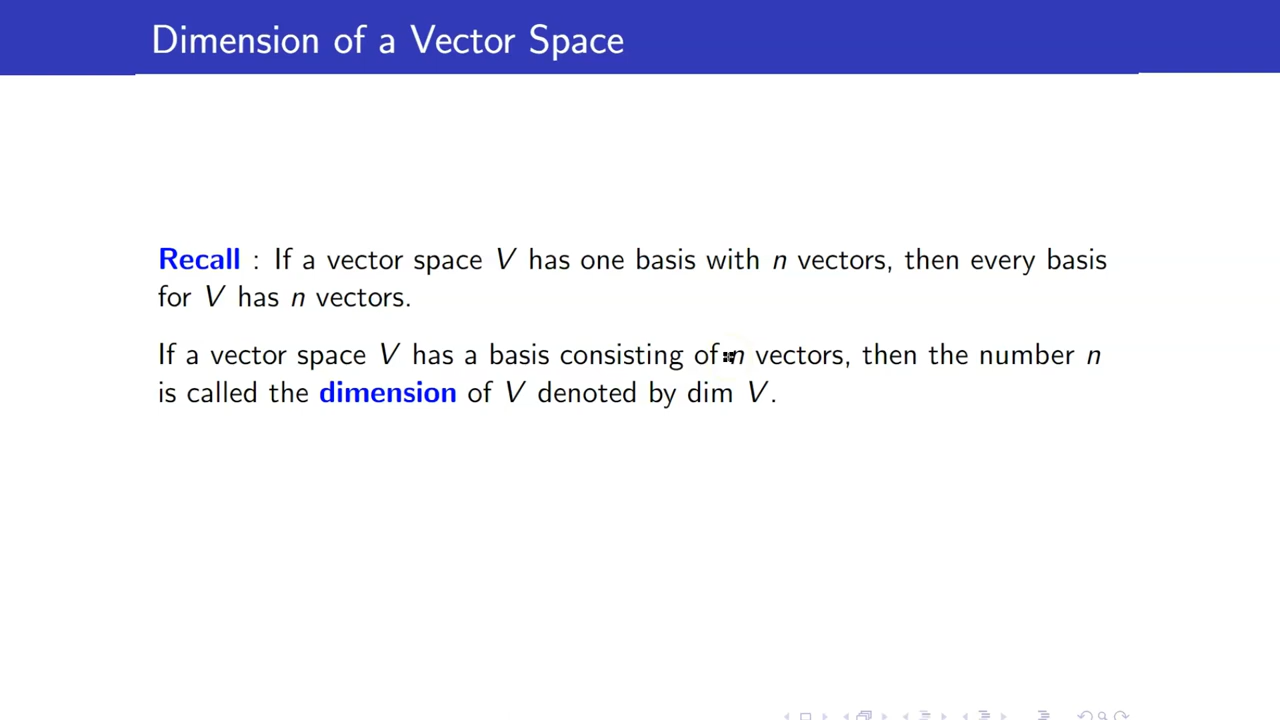 Dimension of a Vector Space
Recall : If a vector space V has one basis with n vectors, then every basis
for V has n vectors.
If a vector space V has a basis consisting of n vectors, then the number n
is called the dimension of V denoted by dim V.